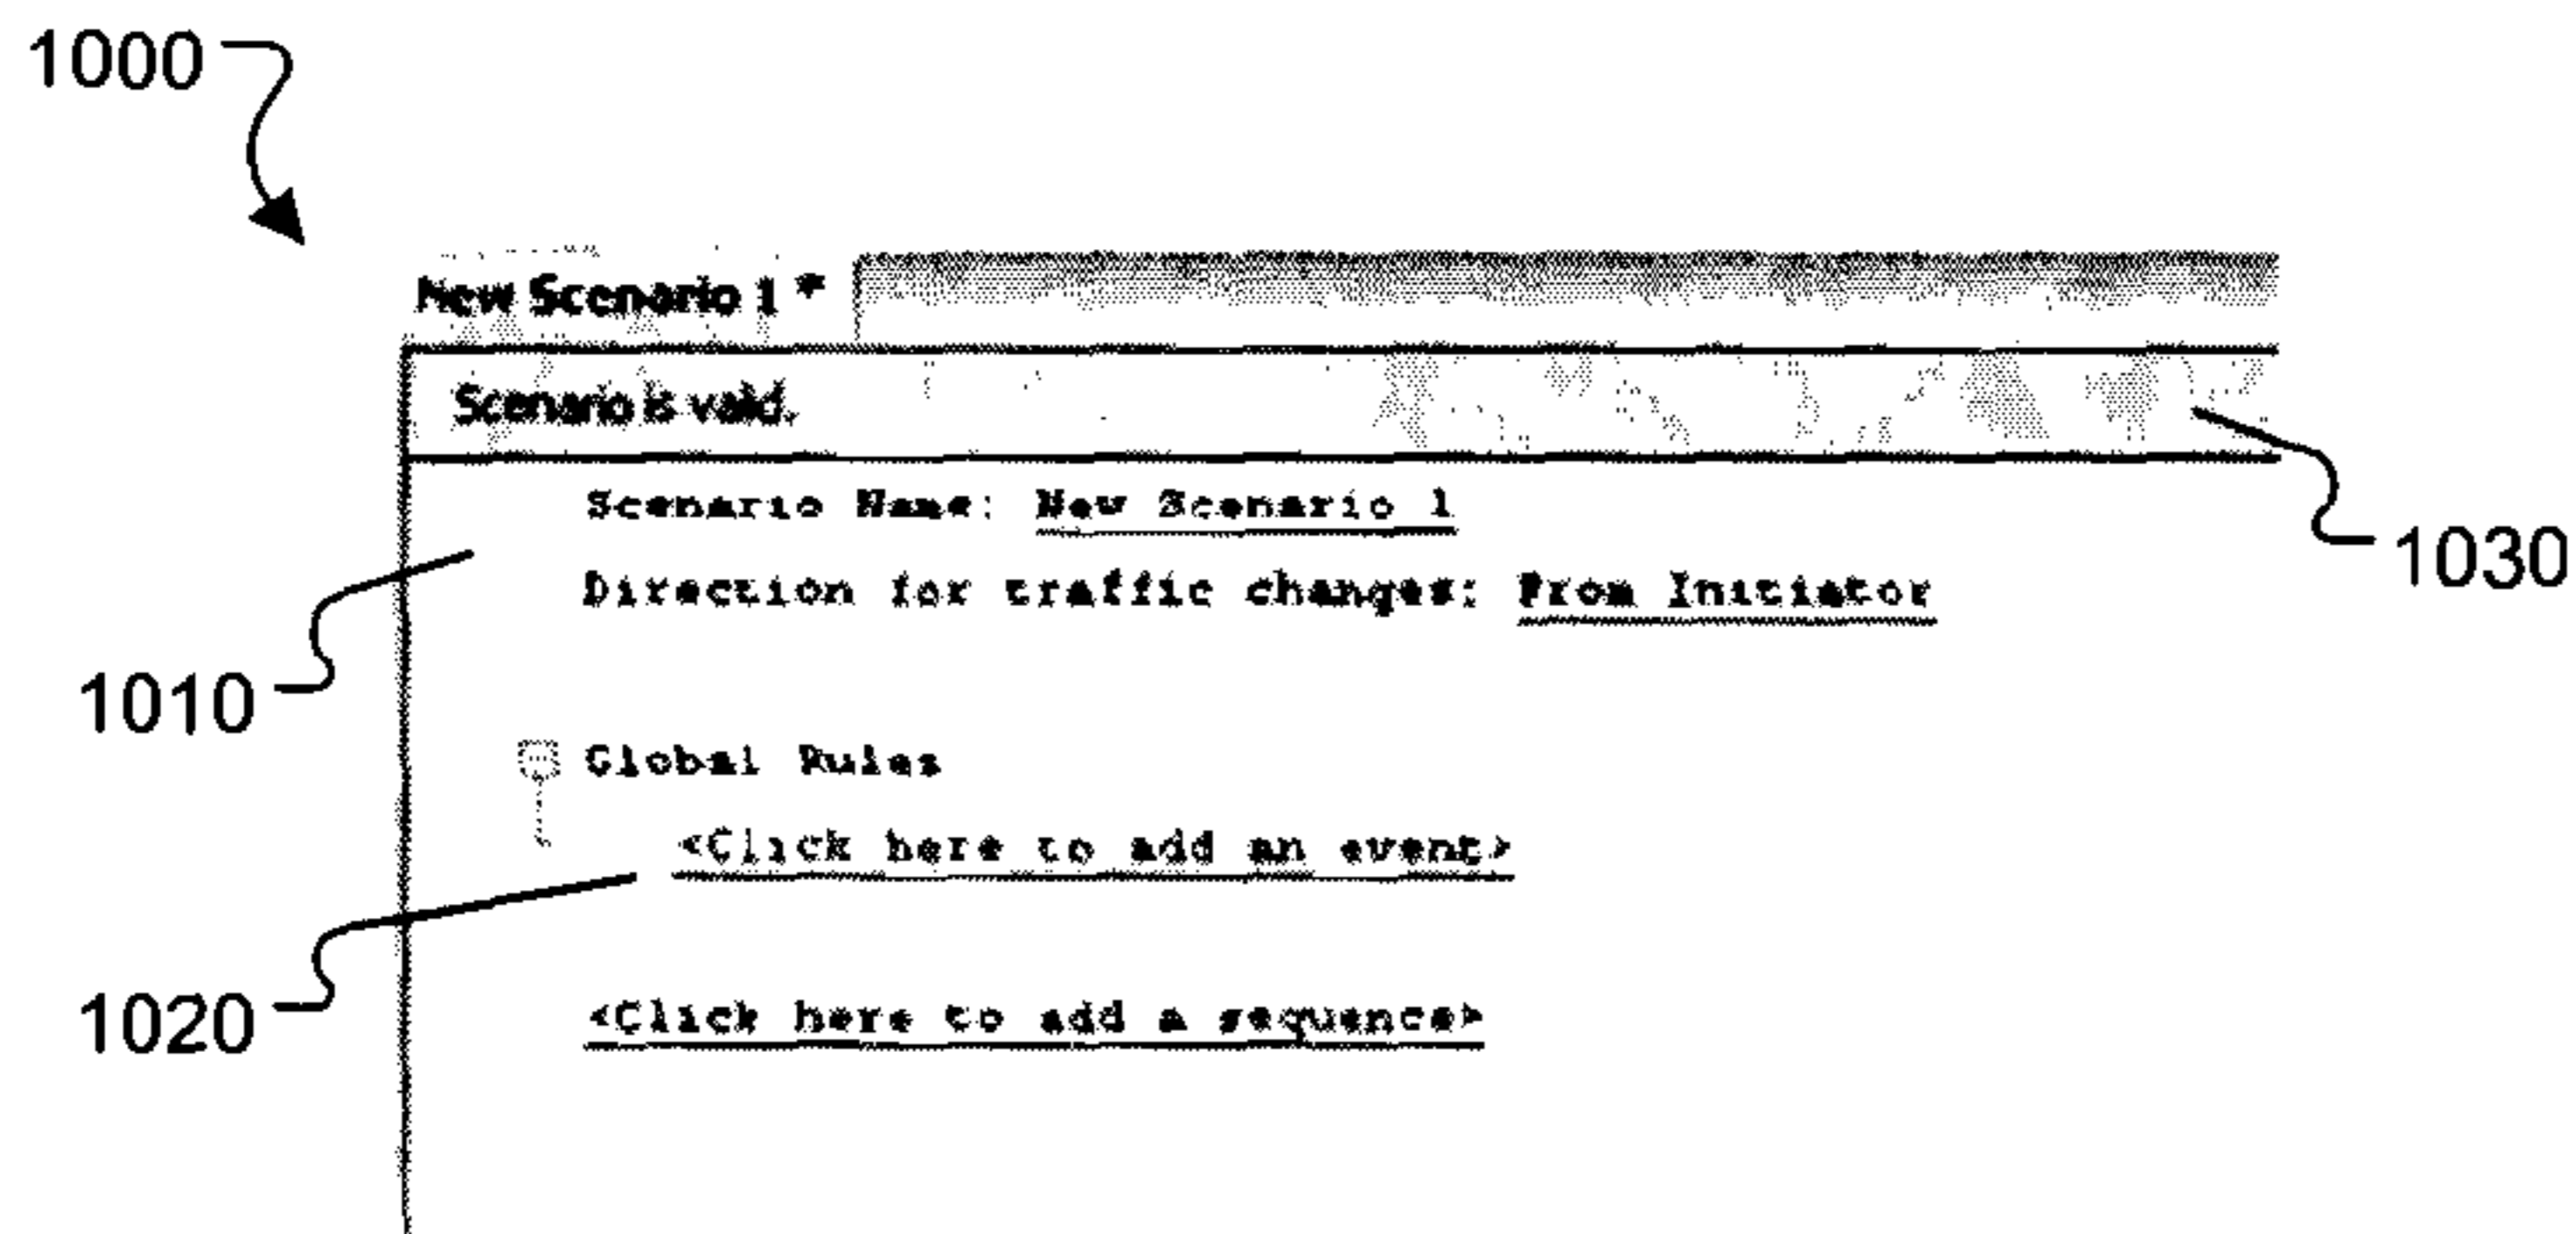 1000
New Scenario 1 *
Scenario is valid.
Scenario Name: New Scenario 1
1030
Direction for traffic changes: From Initiator
1010
Global Rules
<Click here to add an event>
1020
<Click here to add a sequence>